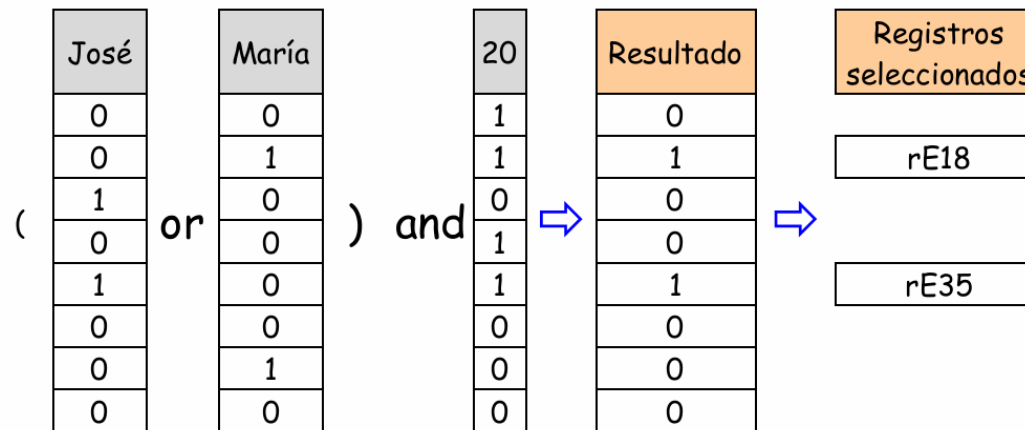 José María 20 Resultado Registros
seleccionados
0 0 1 0
0 1 1 1 rE18
1 0 0 0
( or ) and
0 0 1 0
1 0 1 1 rE35
0 0 0 0
0 1 0 0
0 0 0 0